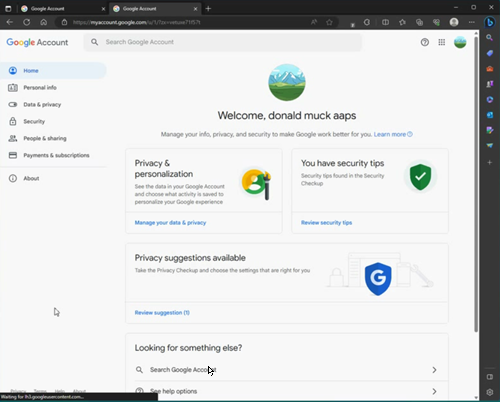 Google Account
Google Account
https://myaccount.google.com/u/1/?
Google Account
Search Google Account
Home
Personal info
Data & privacy
Security
People & sharing
Payments & subscriptions
About
Welcome, donald muck aaps
Manage your info, privacy, and security to make Google work better for you. Learn more
Privacy &
personalization
See the data in your Google Account
and choose what activity is saved to
personalize your Google experience
Manage your data & privacy
You have security tips
Security tips found in the Security
Checkup
Review security tips
Privacy suggestions available
Take the Privacy Checkup and choose the settings that are right for you
Review suggestion (1)
Looking for something else?
Search Google Account
See help options
Privacy Terms Help About
Waiting for lh3.googleusercontent.com...